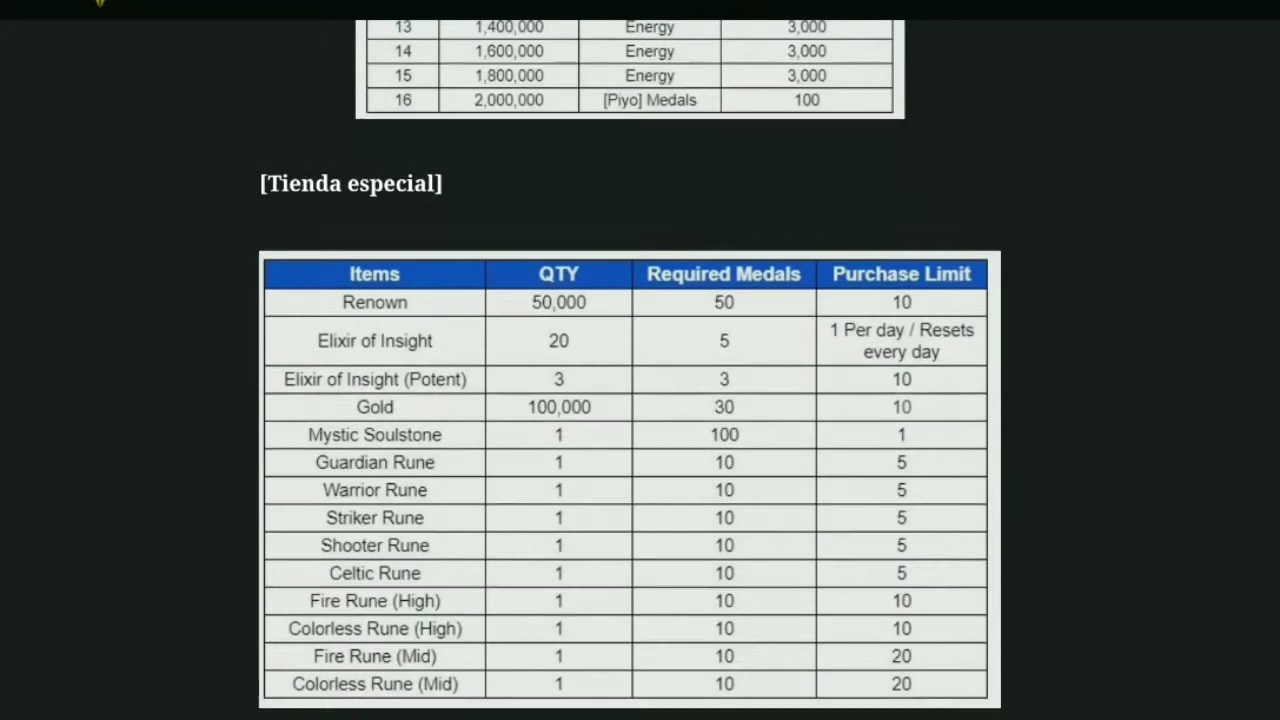 13 1,400,000 Energy 3,000
14 1,600,000 Energy 3,000
15 1,800,000 Energy 3,000
16 2,000,000 [Piyo] Medals 100
[Tienda especial]
Items QTY Required Medals Purchase Limit
Renown 50,000 50 10
Elixir of Insight 20 5 1 Per day / Resets
every day
Elixir of Insight (Potent) 3 3 10
Gold 100,000 30 10
Mystic Soulstone 1 100 1
Guardian Rune 1 10 5
Warrior Rune 1 10 5
Striker Rune 1 10 5
Shooter Rune 1 10 5
Celtic Rune 1 10 5
Fire Rune (High) 1 10 10
Colorless Rune (High) 1 10 10
Fire Rune (Mid) 1 10 20
Colorless Rune (Mid) 1 10 20